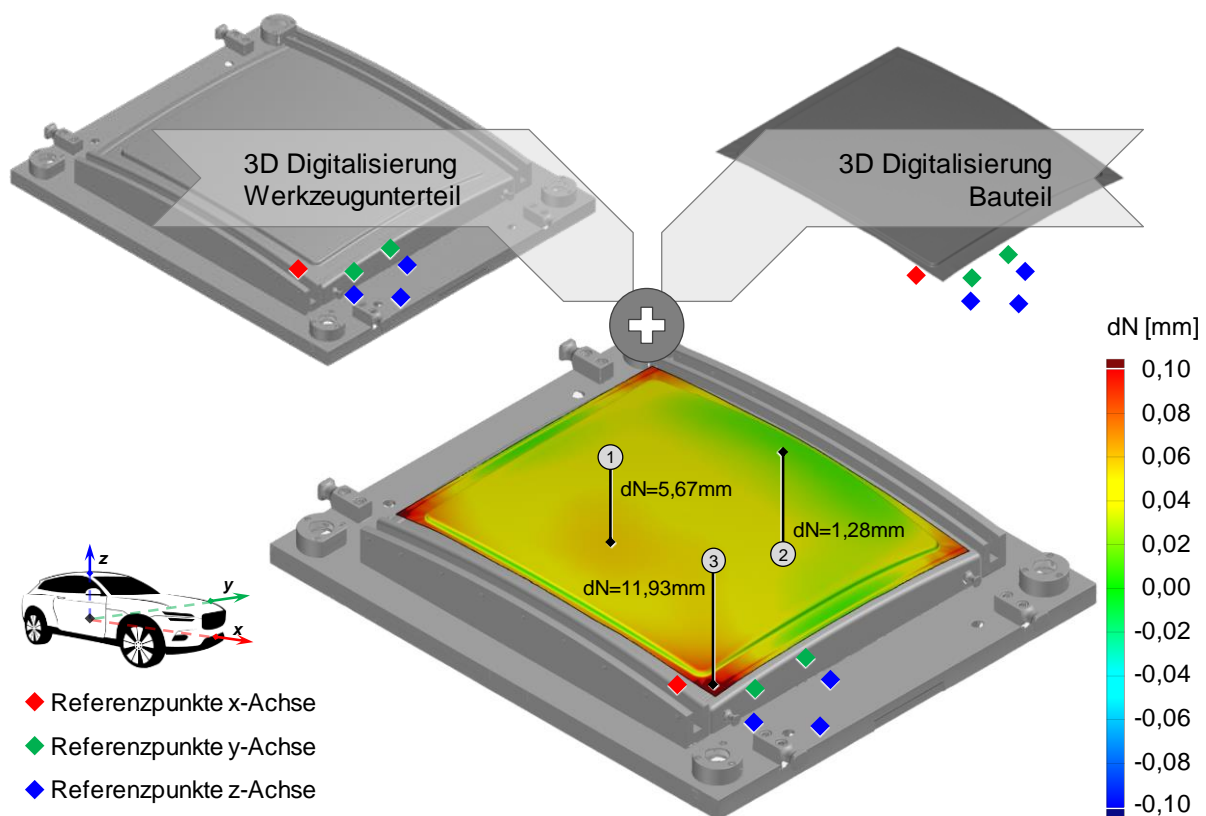 3D Digitalisierung
Werkzeugunterteil
3D Digitalisierung
Bauteil
dN [mm]
0,10
0,08
0,06
0,04
0,02
0,00
-0,02
-0,04
-0,06
-0,08
-0,10
1
dN=5,67mm
dN=1,28mm
2
3
dN=11,93mm
z
y
x
Referenzpunkte x-Achse
Referenzpunkte y-Achse
Referenzpunkte z-Achse